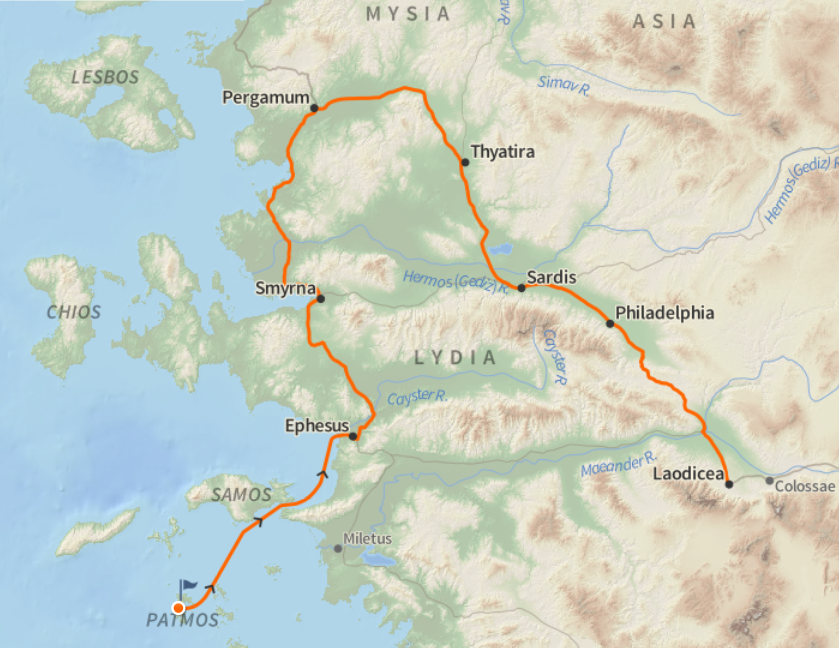 MYSIA
ASIA
LESBOS
Simav R.
Pergamum
Thyatira
Hermos (Gediz) R.
Hermos (Gediz) R.
Sardis
Smyrna
CHIOS
Philadelphia
LYDIA
Cayster R.
Cayster R.
Ephesus
Maeander R.
Laodicea
Colossae
SAMOS
Miletus
PATMOS